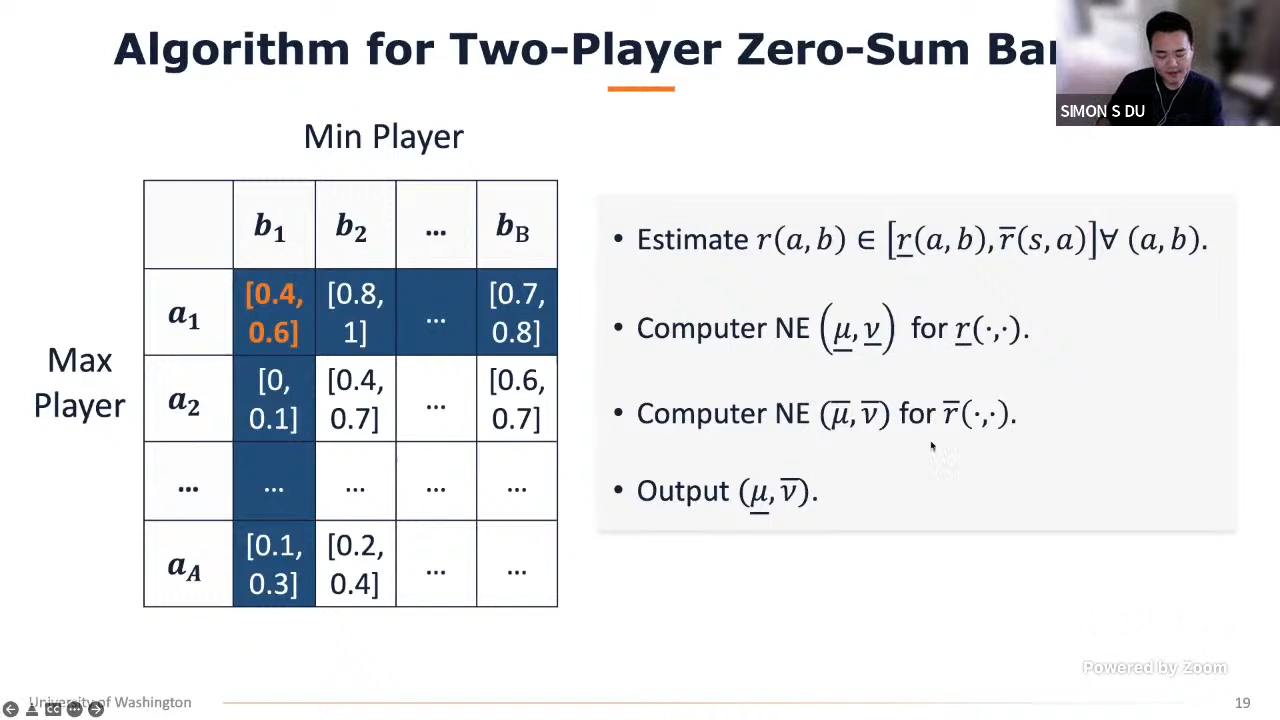 Algorithm for Two-Player Zero-Sum Ban
SIMON S DU
Min Player
Max
Player
b₁ b₂ ... b_B
a₁ [0.4, 0.6] [0.8, 1] ... [0.7, 0.8]
a₂ [0, 0.1] [0.4, 0.7] ... [0.6, 0.7]
... ... ... ... ...
a_A [0.1, 0.3] [0.2, 0.4] ... ...
• Estimate r(a, b) ∈ [r̲(a, b), r̅(s, a)]∀ (a, b).
• Computer NE (μ̲, ν̲) for r̲(·,·).
• Computer NE (μ̅, ν̅) for r̅(·,·).
• Output (μ̲, ν̅).
Powered by Zoom
University of Washington
19